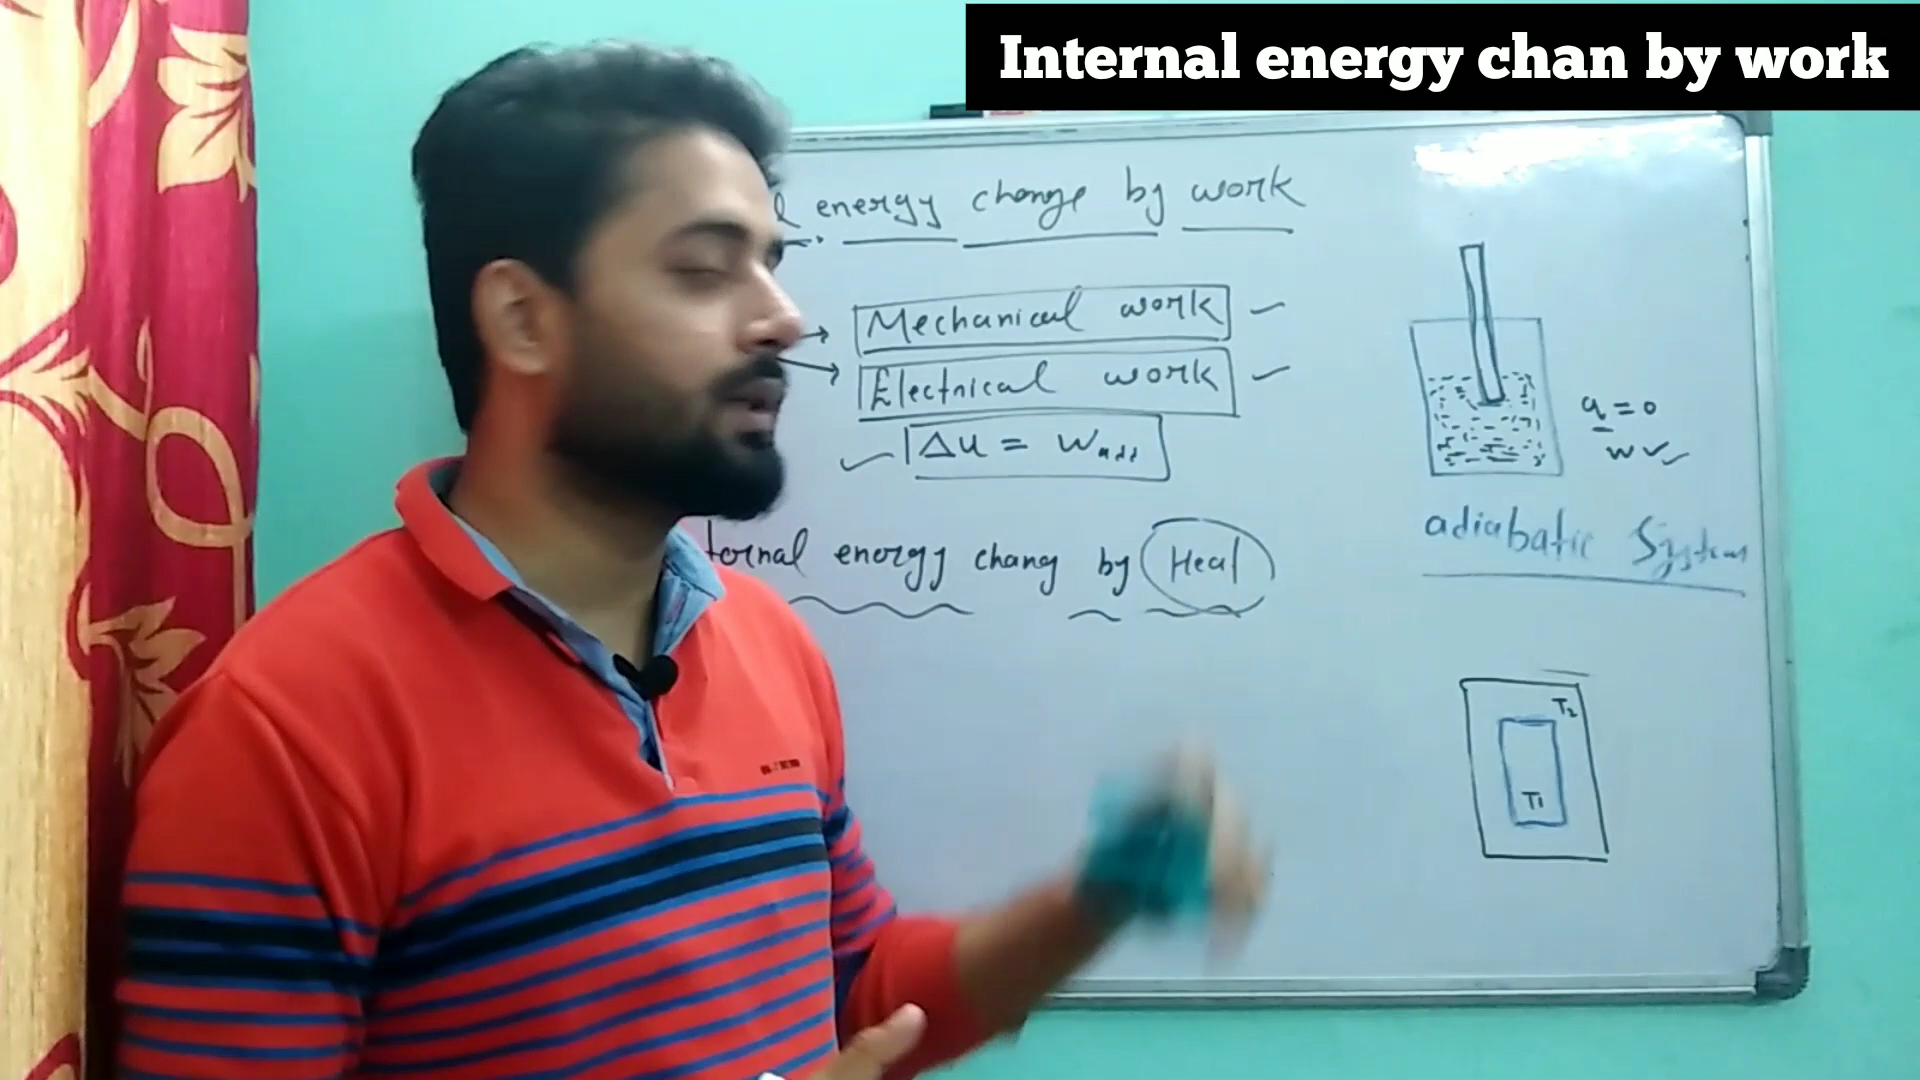 Internal energy chan by work
energy change by work
Mechanical work
Electrical work
Δu = w
q = 0
w
adiabatic System
ternal energy chang by Heat
T2
T1